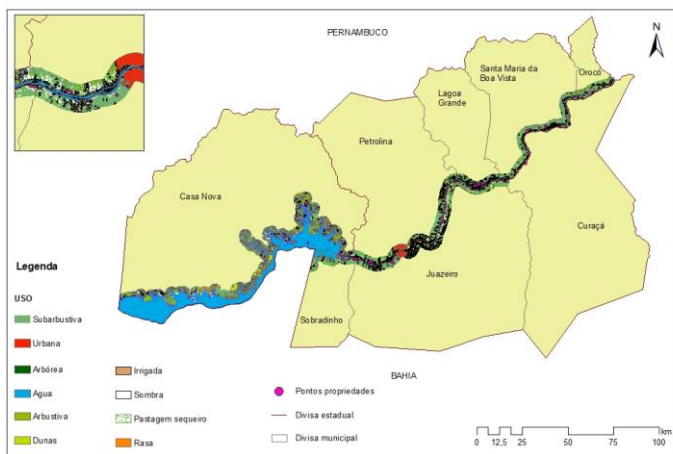 PERNAMBUCO
N
Santa Maria da
Boa Vista
Orocó
Lagoa
Grande
Petrolina
Casa Nova
Curaçá
Juazeiro
Sobradinho
BAHIA
Legenda
USO
Subarbustiva
Urbana
Arbórea
Agua
Arbustiva
Dunas
Irrigada
Sombra
Pastagem sequeiro
Rasa
Pontos propriedades
Divisa estadual
Divisa municipal
km
0 12,5 25 50 75 100